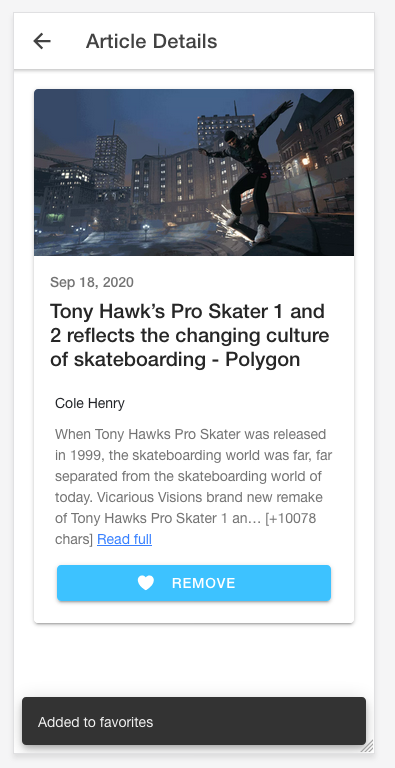 Article Details
Sep 18, 2020
Tony Hawk’s Pro Skater 1 and
2 reflects the changing culture
of skateboarding - Polygon
Cole Henry
When Tony Hawks Pro Skater was released
in 1999, the skateboarding world was far, far
separated from the skateboarding world of
today. Vicarious Visions brand new remake
of Tony Hawks Pro Skater 1 an… [+10078
chars] Read full
REMOVE
Added to favorites